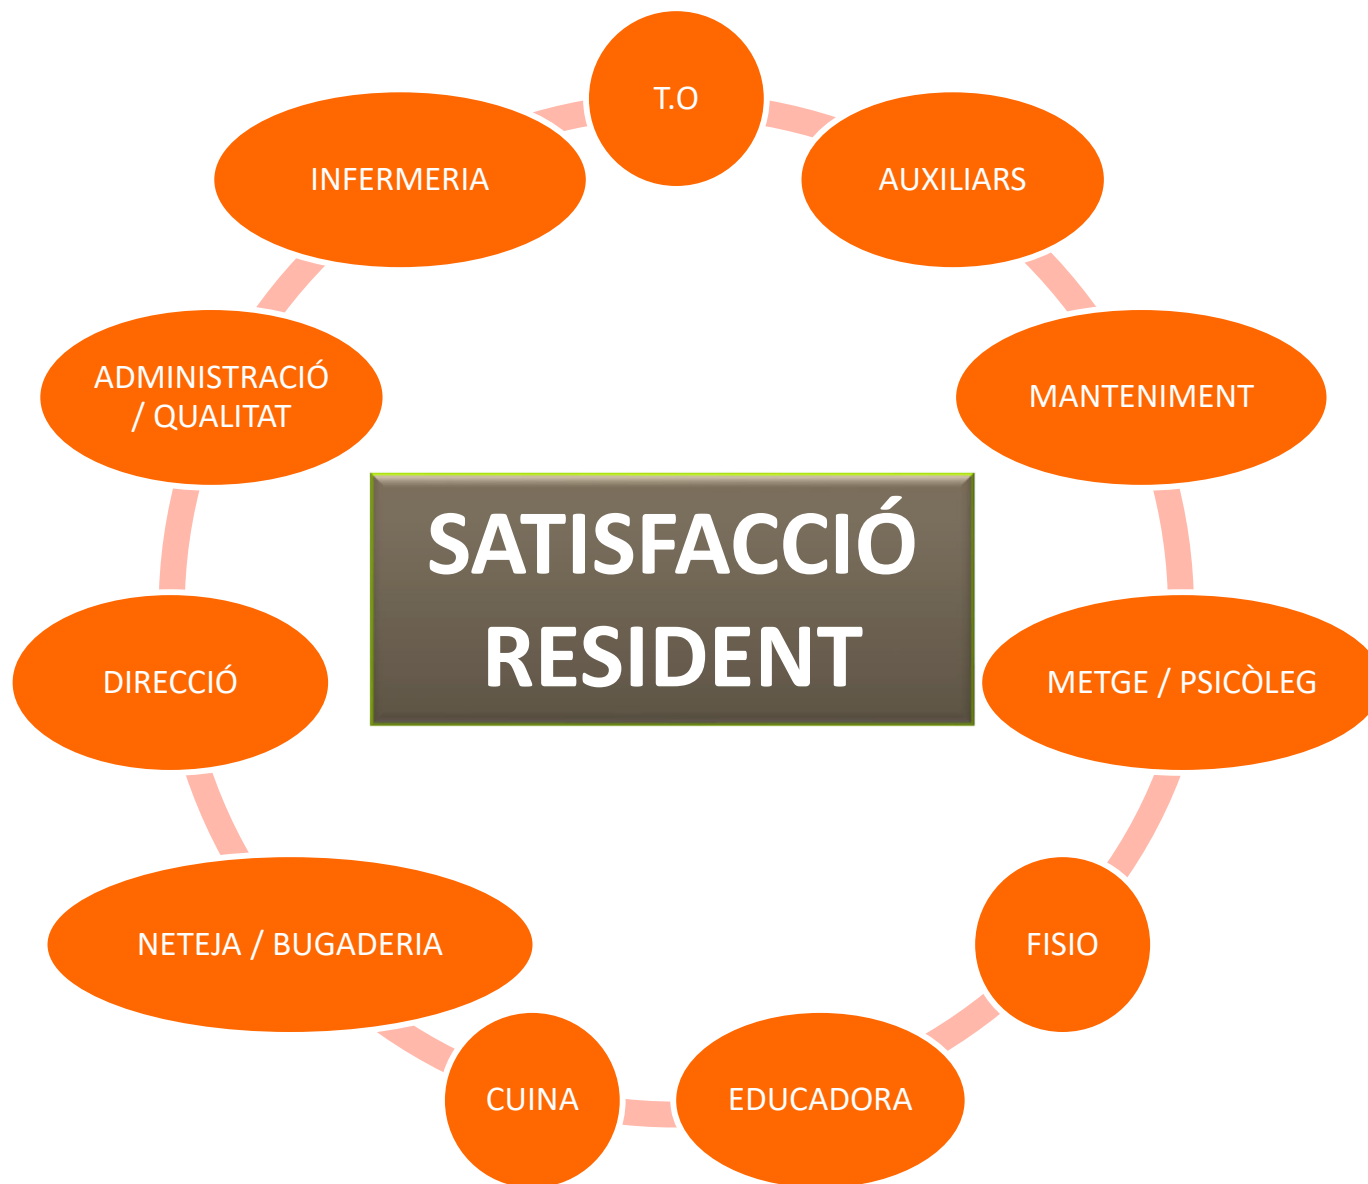 T.O
INFERMERIA
AUXILIARS
ADMINISTRACIÓ
/ QUALITAT
MANTENIMENT
SATISFACCIÓ
RESIDENT
DIRECCIÓ
METGE / PSICÒLEG
NETEJA / BUGADERIA
FISIO
CUINA
EDUCADORA